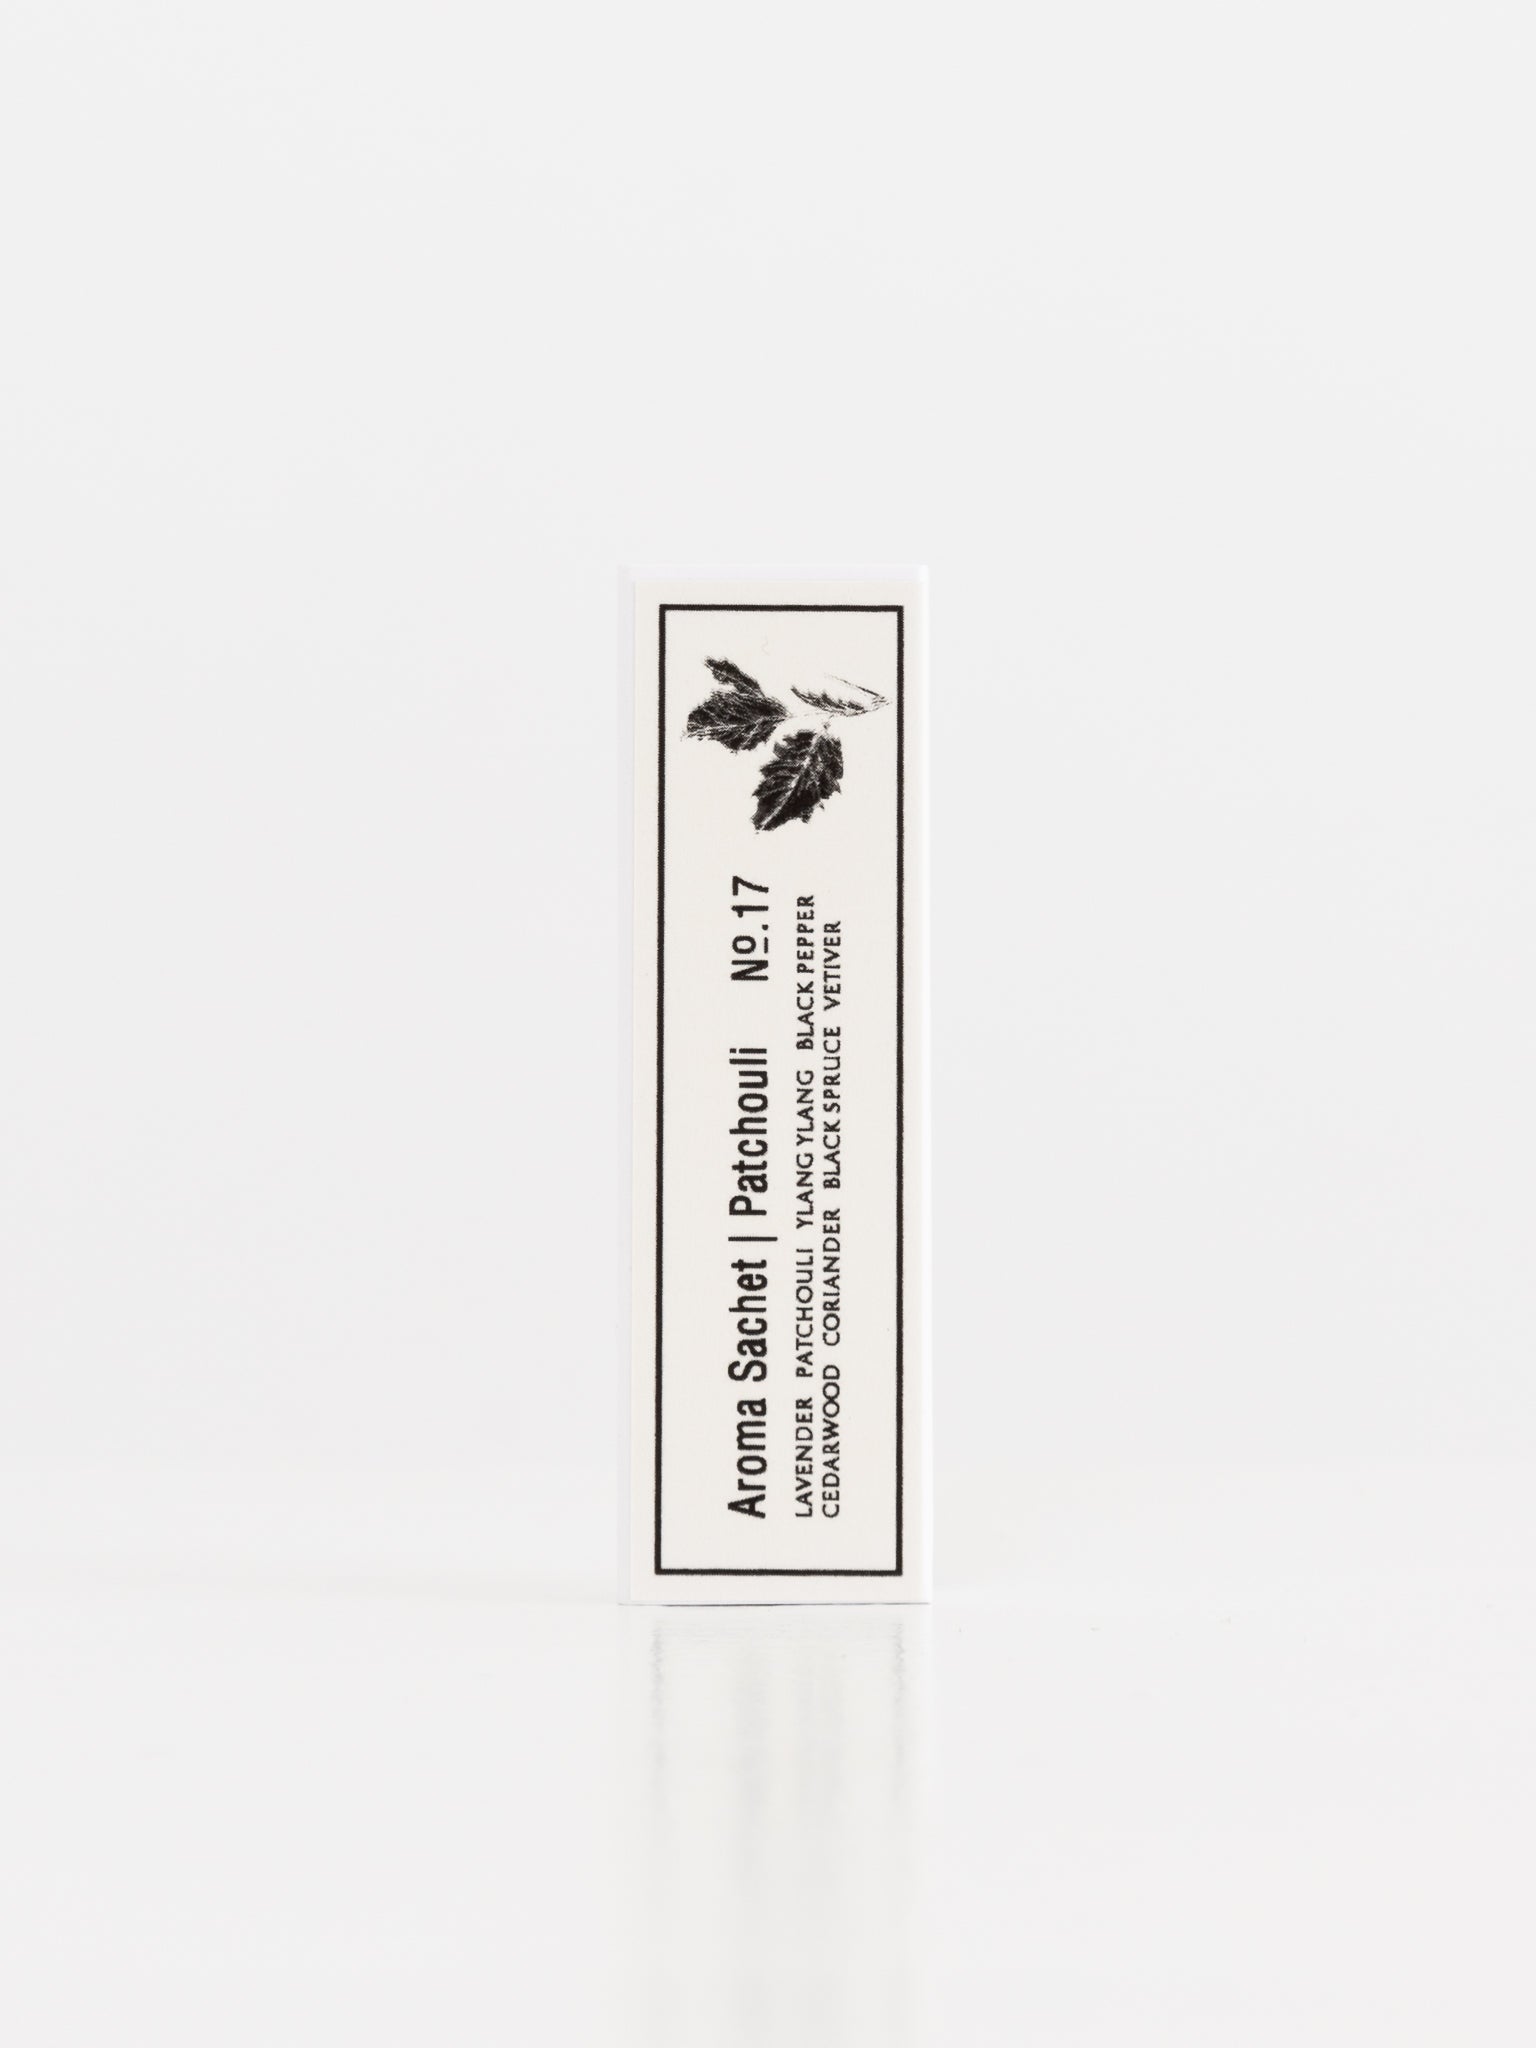 Aroma Sachet | Patchouli Nº.17
LAVENDER PATCHOULI YLANG YLANG BLACK PEPPER
CEDARWOOD CORIANDER BLACK SPRUCE VETIVER